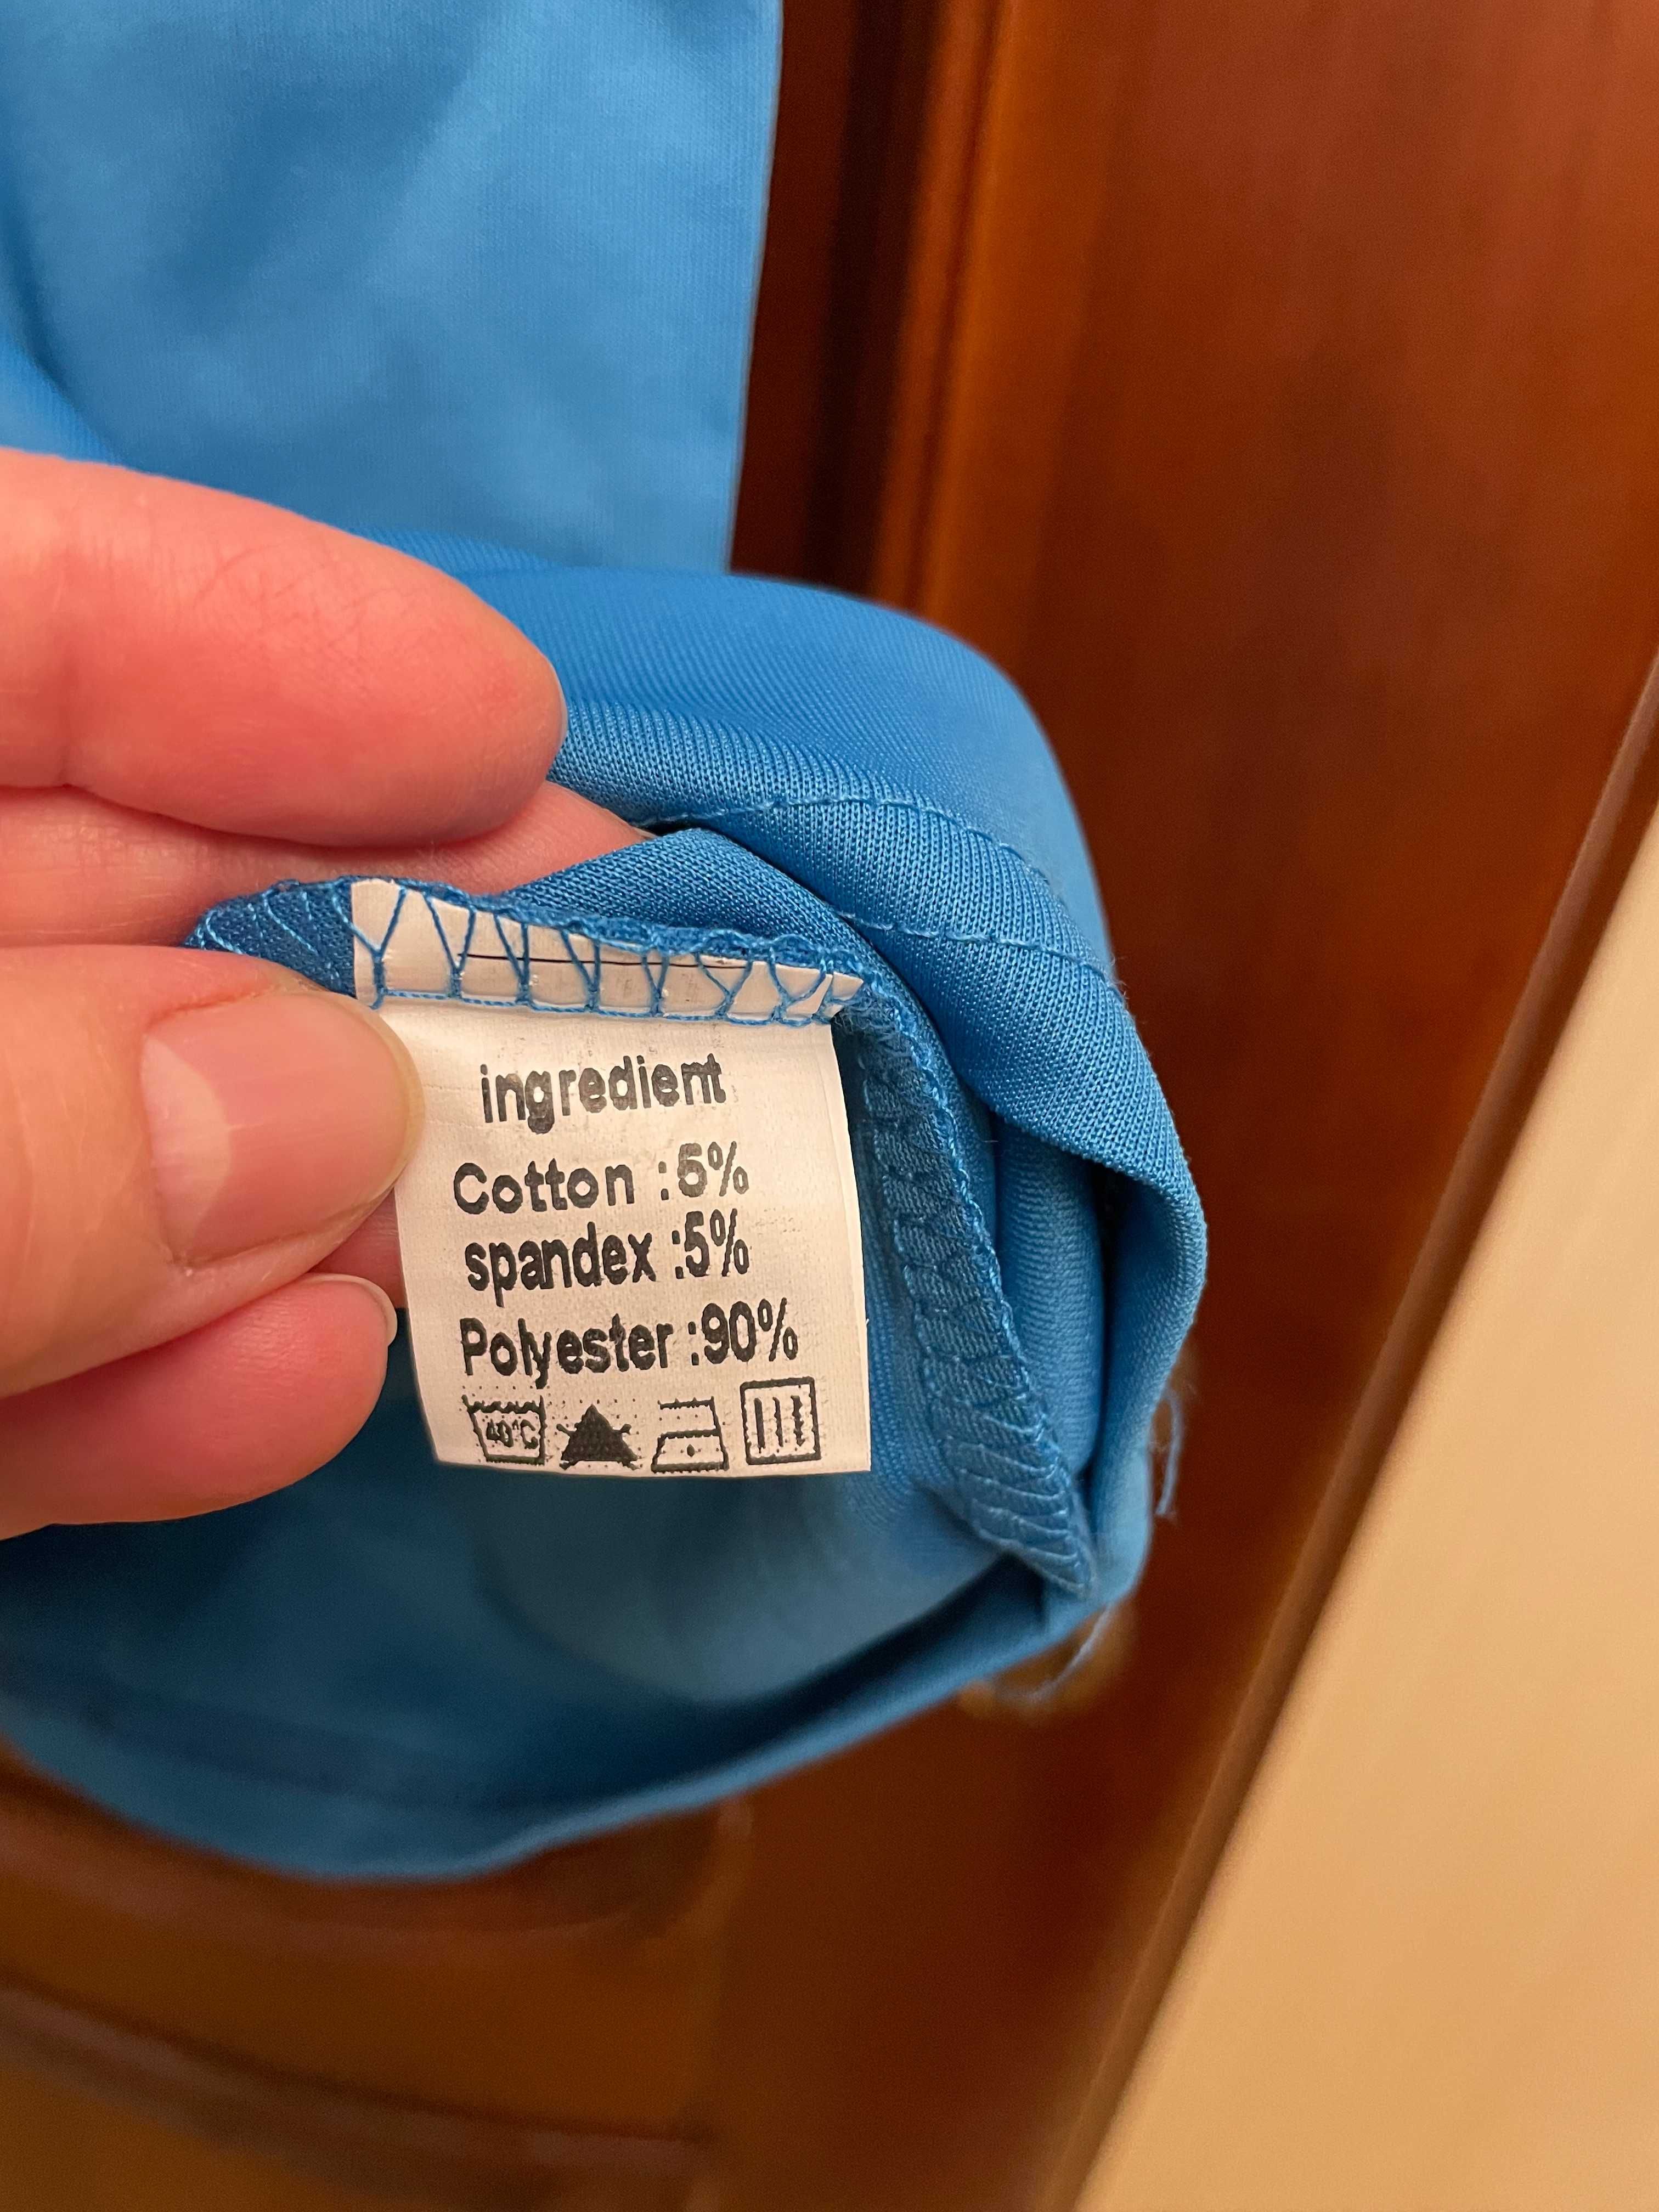 ingredient
Cotton :5%
spandex :5%
Polyester :90%
40°C